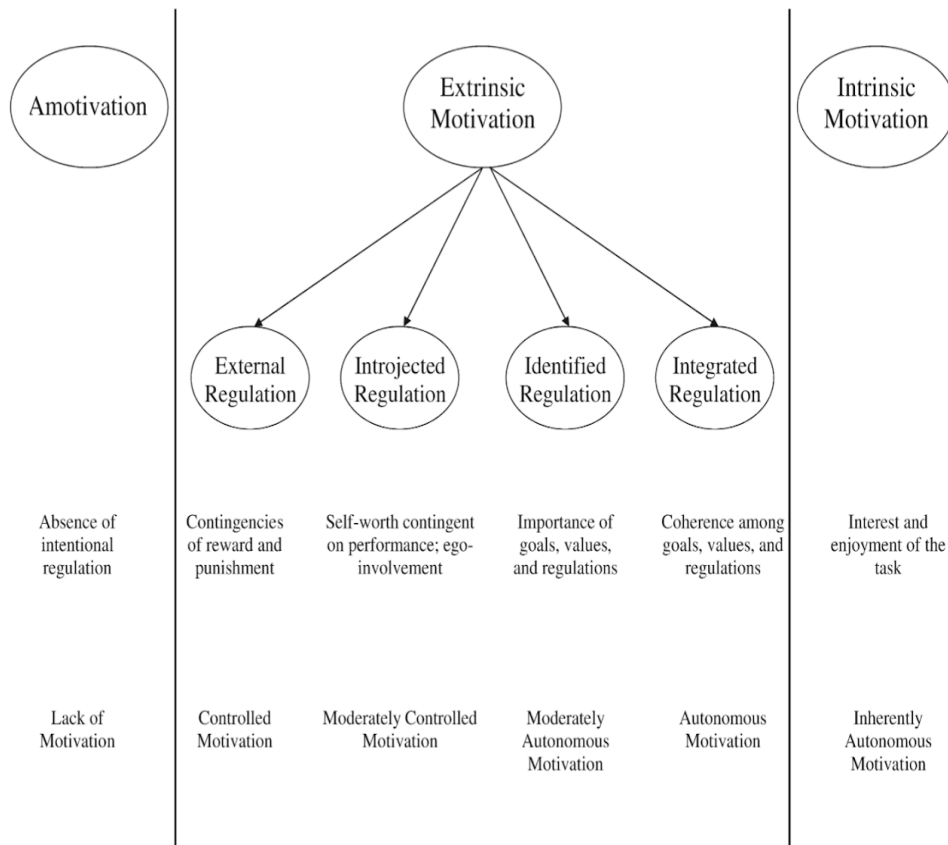 Amotivation
Extrinsic
Motivation
Intrinsic
Motivation
External
Regulation
Introjected
Regulation
Identified
Regulation
Integrated
Regulation
Absence of
intentional
regulation
Contingencies
of reward and
punishment
Self-worth contingent
on performance; ego-
involvement
Importance of
goals, values,
and regulations
Coherence among
goals, values, and
regulations
Interest and
enjoyment of the
task
Lack of
Motivation
Controlled
Motivation
Moderately Controlled
Motivation
Moderately
Autonomous
Motivation
Autonomous
Motivation
Inherently
Autonomous
Motivation